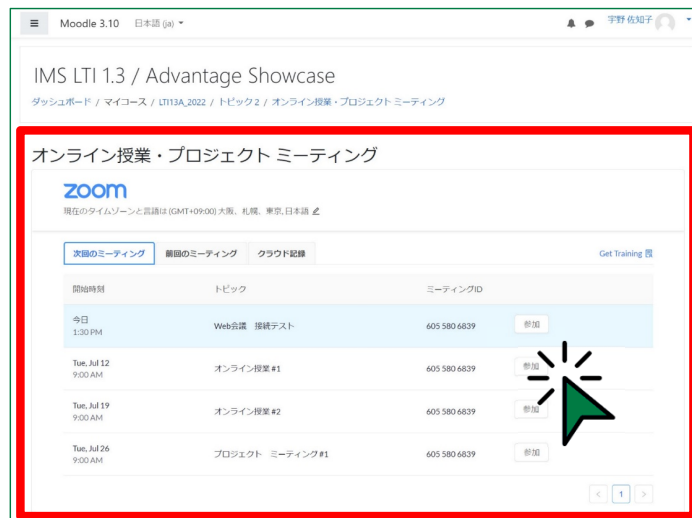 Moodle 3.10 日本語 (ja) 宇野 佐知子
IMS LTI 1.3 / Advantage Showcase
ダッシュボード / マイコース / LTI13A_2022 / トピック 2 / オンライン授業・プロジェクト ミーティング
オンライン授業・プロジェクト ミーティング
zoom
現在のタイムゾーンと言語は (GMT+09:00) 大阪、札幌、東京, 日本語
次回のミーティング 前回のミーティング クラウド記録 Get Training
開始時刻 トピック ミーティングID
今日
1:30 PM Web会議 接続テスト 605 580 6839 参加
Tue, Jul 12
9:00 AM オンライン授業 #1 605 580 6839 参加
Tue, Jul 19
9:00 AM オンライン授業 #2 605 580 6839 参加
Tue, Jul 26
9:00 AM プロジェクト ミーティング#1 605 580 6839 参加
< 1 >